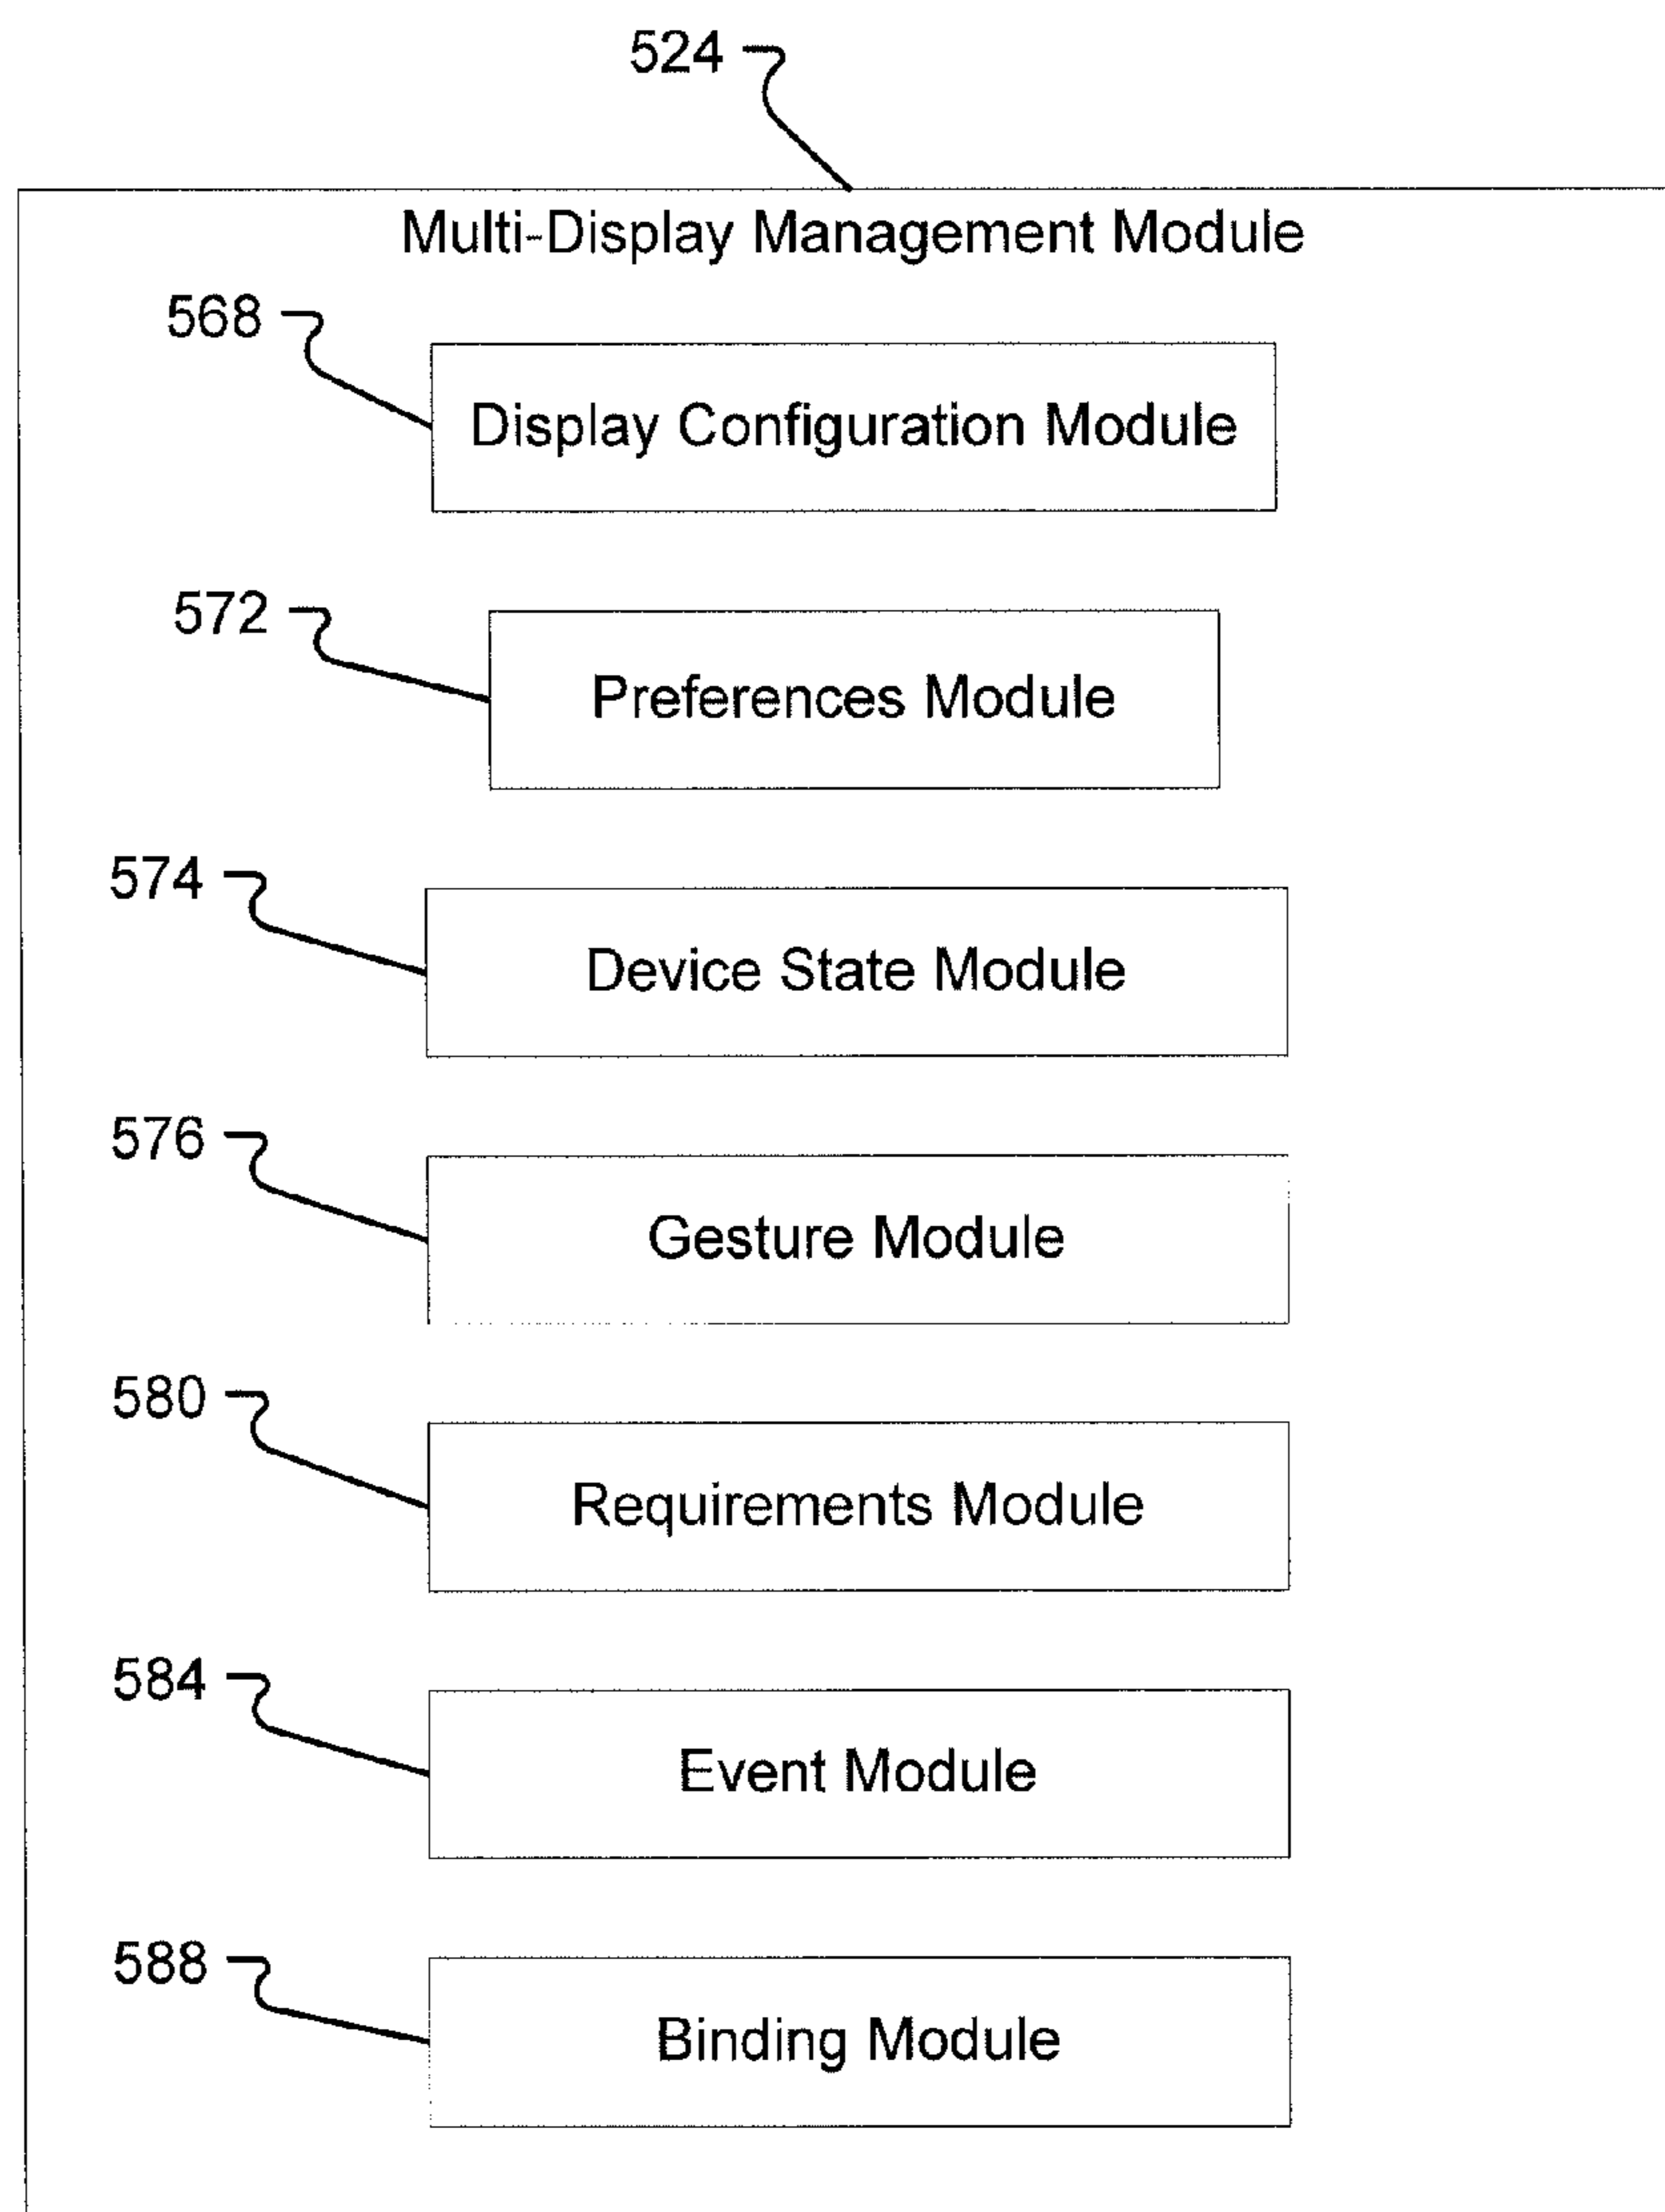 524
Multi-Display Management Module
568
Display Configuration Module
572
Preferences Module
574
Device State Module
576
Gesture Module
580
Requirements Module
584
Event Module
588
Binding Module